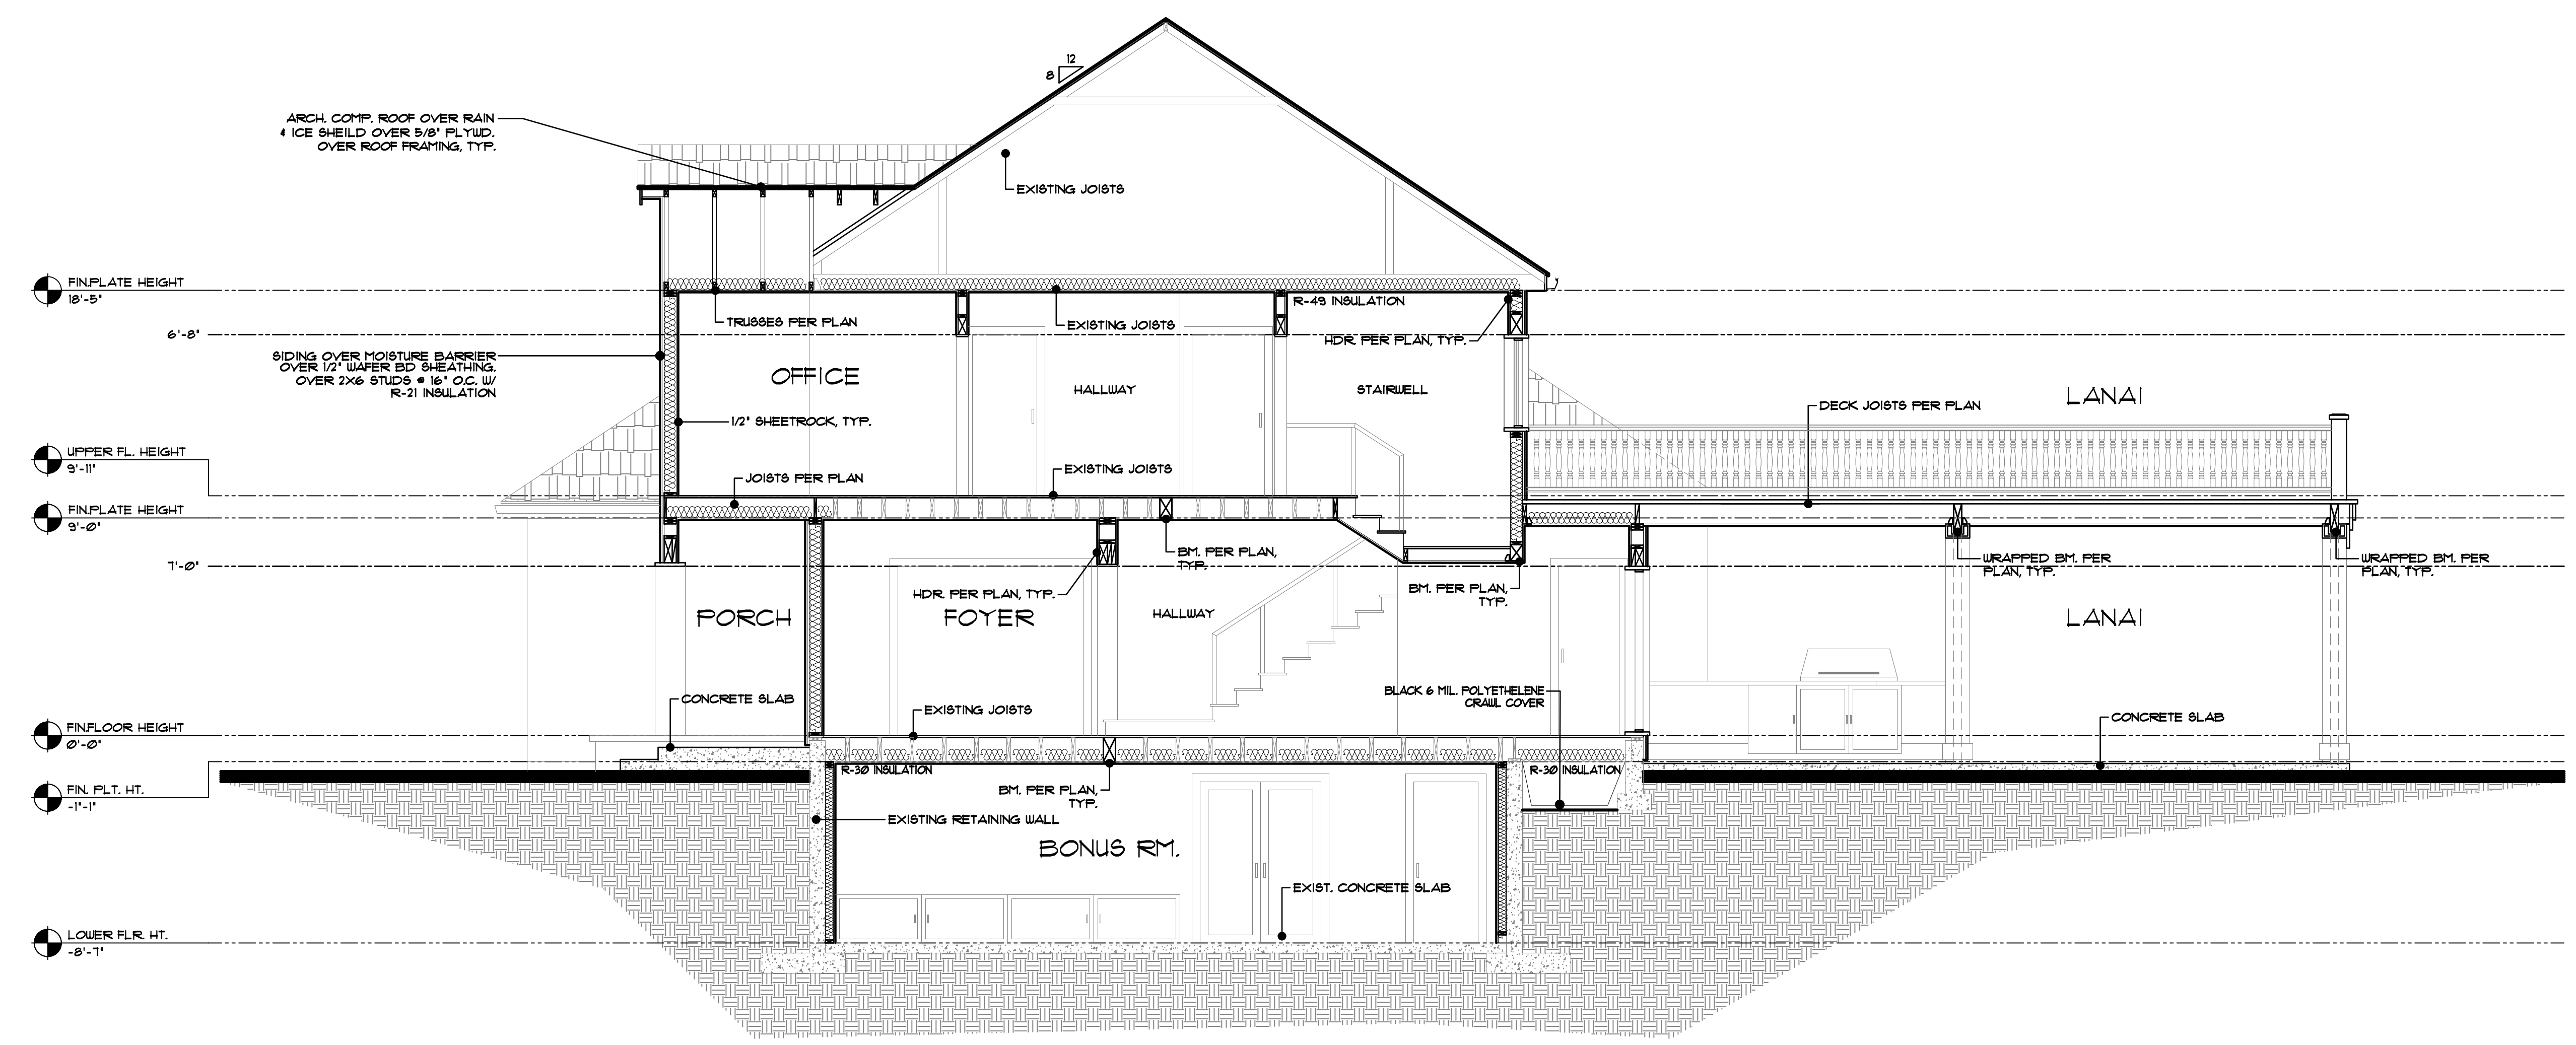 12
8
ARCH. COMP. ROOF OVER RAIN
& ICE SHEILD OVER 5/8" PLYWD.
OVER ROOF FRAMING, TYP.
EXISTING JOISTS
FIN.PLATE HEIGHT
18'-5"
R-49 INSULATION
TRUSSES PER PLAN
EXISTING JOISTS
6'-8"
HDR. PER PLAN, TYP.
SIDING OVER MOISTURE BARRIER
OVER 1/2" WAFER BD SHEATHING.
OVER 2X6 STUDS @ 16" O.C. W/
R-21 INSULATION
OFFICE
HALLWAY
STAIRWELL
LANAI
DECK JOISTS PER PLAN
1/2" SHEETROCK, TYP.
UPPER FL. HEIGHT
9'-11"
EXISTING JOISTS
JOISTS PER PLAN
FIN.PLATE HEIGHT
9'-0"
BM. PER PLAN,
TYP.
WRAPPED BM. PER
PLAN, TYP.
WRAPPED BM. PER
PLAN, TYP.
7'-0"
HDR. PER PLAN, TYP.
BM. PER PLAN,
TYP.
PORCH
FOYER
HALLWAY
LANAI
BLACK 6 MIL. POLYETHELENE
CRAWL COVER
CONCRETE SLAB
EXISTING JOISTS
CONCRETE SLAB
FIN.FLOOR HEIGHT
0'-0"
R-30 INSULATION
R-30 INSULATION
FIN. PLT. HT.
-1'-1"
BM. PER PLAN,
TYP.
EXISTING RETAINING WALL
BONUS RM.
EXIST. CONCRETE SLAB
LOWER FLR. HT.
-8'-7"